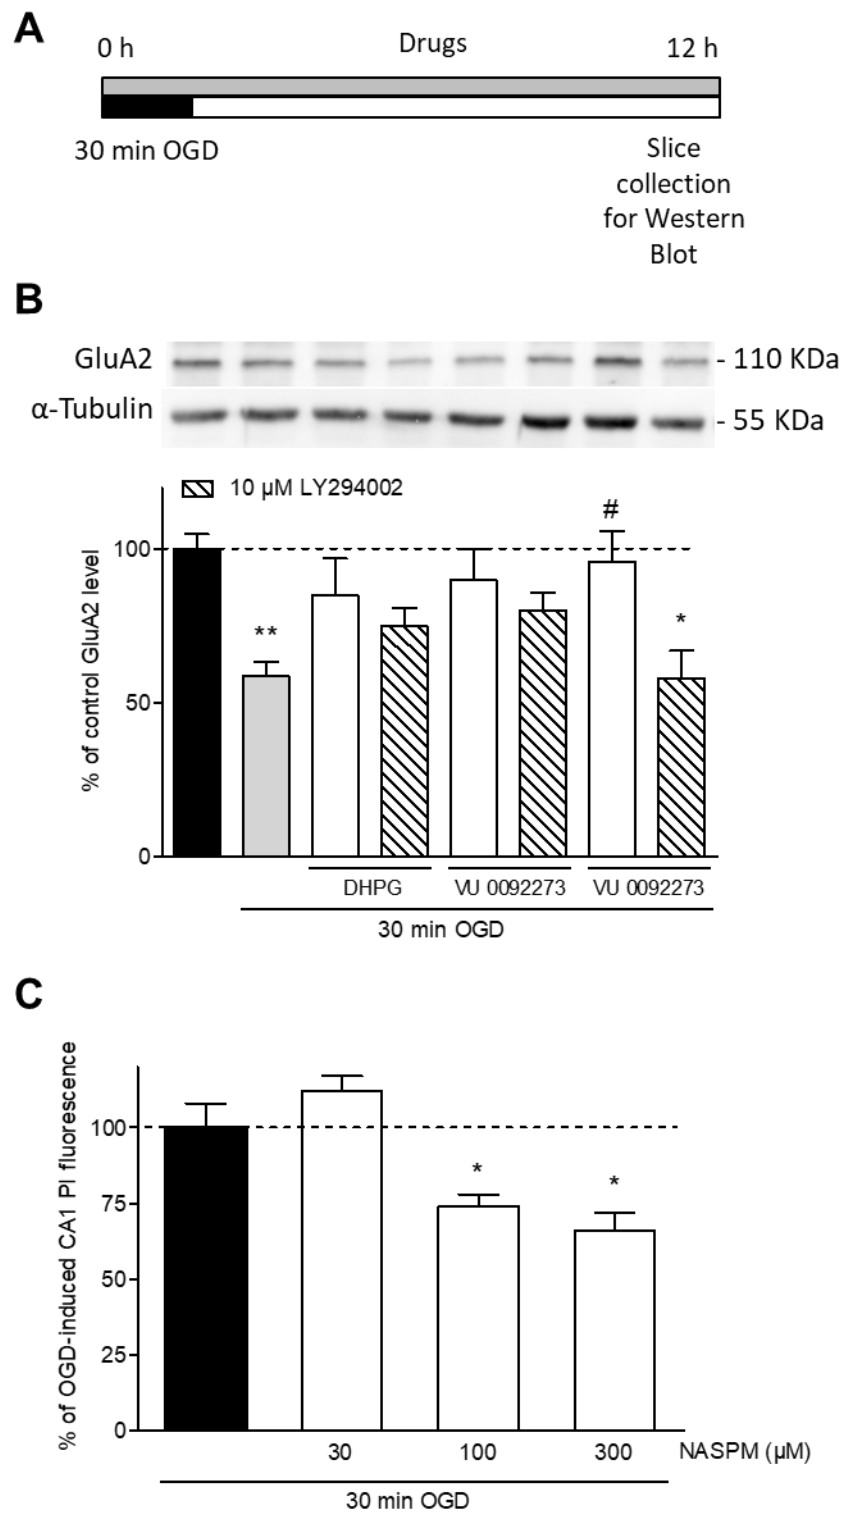 A
0 h Drugs 12 h
30 min OGD
Slice
collection
for Western
Blot
B
GluA2 - 110 KDa
α-Tubulin - 55 KDa
10 µM LY294002
% of control GluA2 level
100
50
0
**
#
*
DHPG VU 0092273 VU 0092273
30 min OGD
C
% of OGD-induced CA1 PI fluorescence
100
75
50
25
0
*
*
30 100 300 NASPM (µM)
30 min OGD